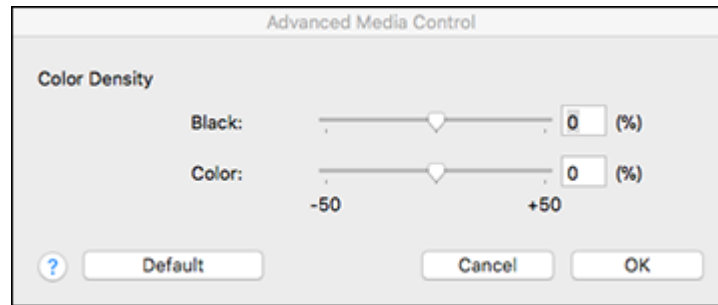 Advanced Media Control
Color Density
Black: 0 (%)
Color: 0 (%)
-50 +50
? Default Cancel OK